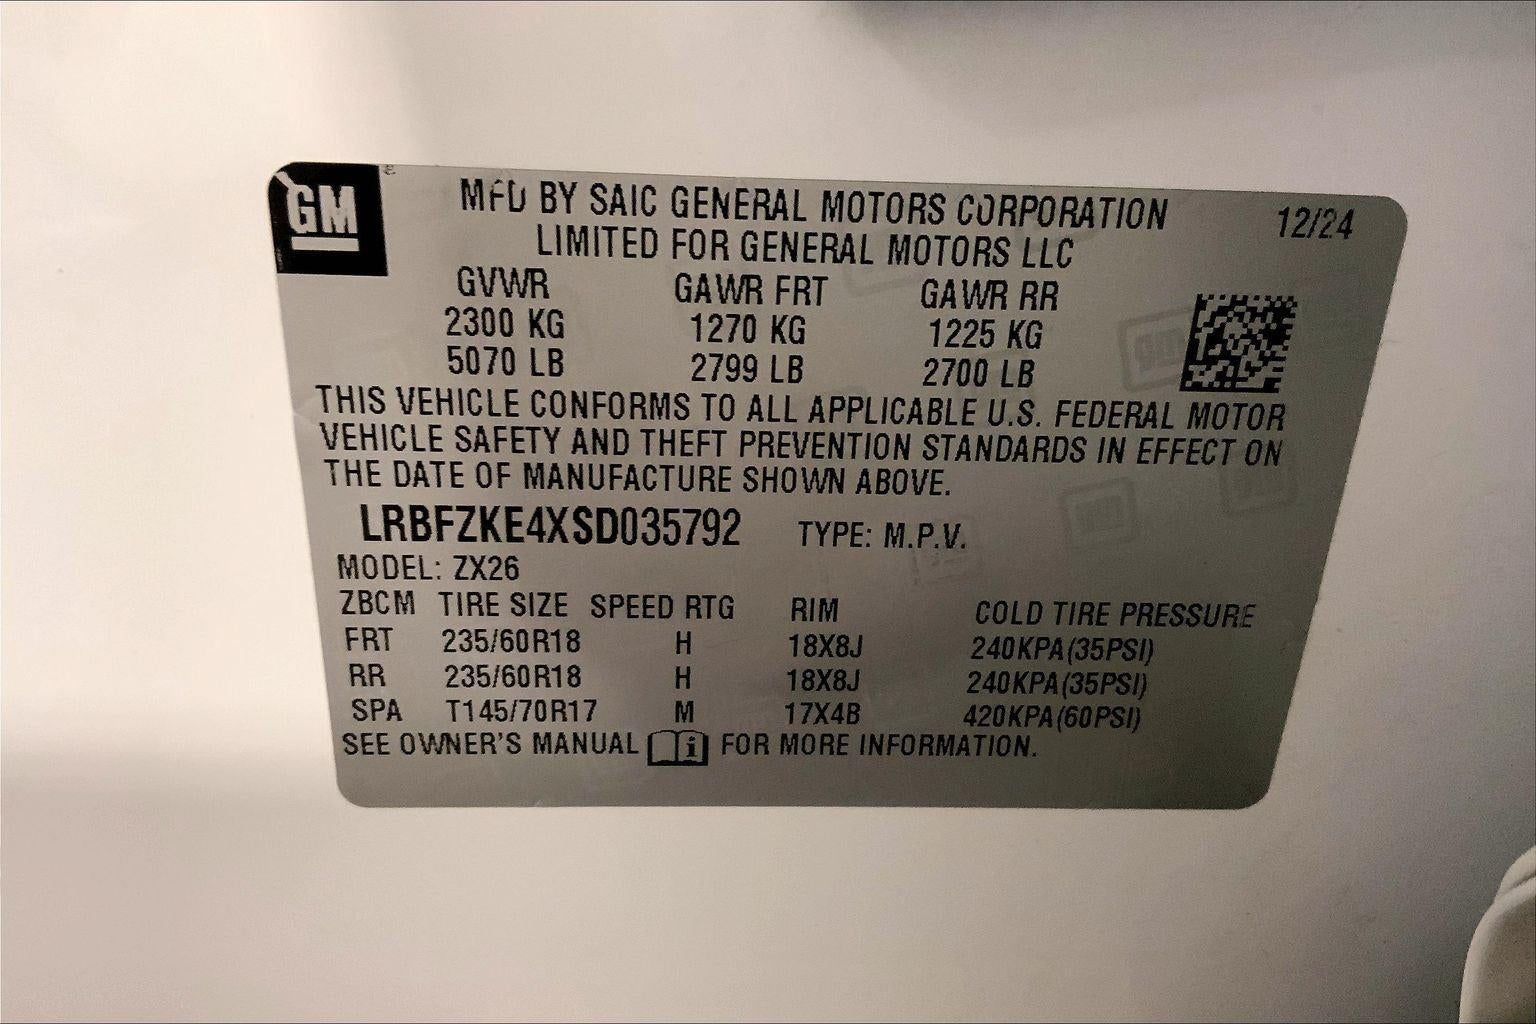 GM
MFD BY SAIC GENERAL MOTORS CORPORATION 12/24
LIMITED FOR GENERAL MOTORS LLC
GVWR GAWR FRT GAWR RR
2300 KG 1270 KG 1225 KG
5070 LB 2799 LB 2700 LB
THIS VEHICLE CONFORMS TO ALL APPLICABLE U.S. FEDERAL MOTOR
VEHICLE SAFETY AND THEFT PREVENTION STANDARDS IN EFFECT ON
THE DATE OF MANUFACTURE SHOWN ABOVE.
LRBFZKE4XSD035792 TYPE: M.P.V.
MODEL: ZX26
ZBCM TIRE SIZE SPEED RTG RIM COLD TIRE PRESSURE
FRT 235/60R18 H 18X8J 240KPA(35PSI)
RR 235/60R18 H 18X8J 240KPA(35PSI)
SPA T145/70R17 M 17X4B 420KPA(60PSI)
SEE OWNER'S MANUAL i FOR MORE INFORMATION.